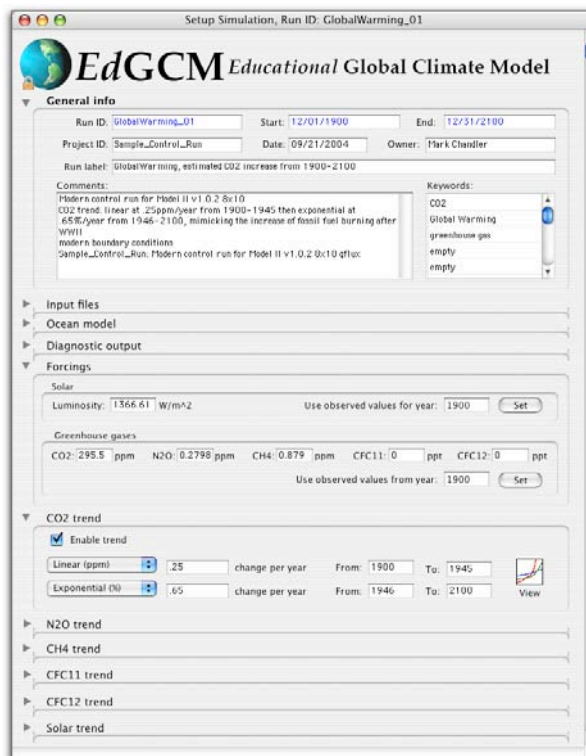 Setup Simulation, Run ID: GlobalWarming_01
EdGCM Educational Global Climate Model
General info
Run ID: GlobalWarming_01 Start: 12/01/1900 End: 12/31/2100
Project ID: Sample_Control_Run Date: 09/21/2004 Owner: Mark Chandler
Run label: GlobalWarming, estimated CO2 increase from 1900-2100
Comments: Keywords:
Modern control run for Model II v1.0.2 8x10
CO2 trend: linear at .25ppm/year from 1900-1945 then exponential at
.65%/year from 1946-2100, mimicking the increase of fossil fuel burning after
WWII
modern boundary conditions
Sample_Control_Run: Modern control run for Model II v1.0.2 8x10 qflux
CO2
Global Warming
greenhouse gas
empty
empty
Input files
Ocean model
Diagnostic output
Forcings
Solar
Luminosity: 1366.61 W/m^2 Use observed values for year: 1900 Set
Greenhouse gases
CO2: 295.5 ppm N2O: 0.2798 ppm CH4: 0.879 ppm CFC11: 0 ppt CFC12: 0 ppt
Use observed values from year: 1900 Set
CO2 trend
Enable trend
Linear (ppm) .25 change per year From: 1900 To: 1945
Exponential (%) .65 change per year From: 1946 To: 2100 View
N2O trend
CH4 trend
CFC11 trend
CFC12 trend
Solar trend